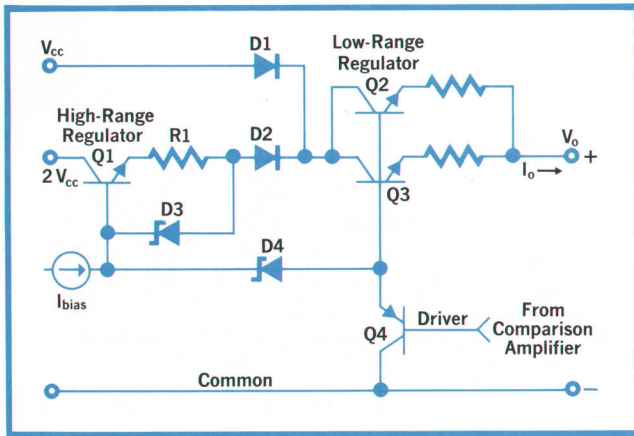 Vcc
D1
Low-Range
Regulator
Q2
High-Range
Regulator
Q1
R1
D2
Vo
+
Io →
2 Vcc
Q3
D3
D4
Ibias
Driver
From
Comparison
Amplifier
Q4
Common
−